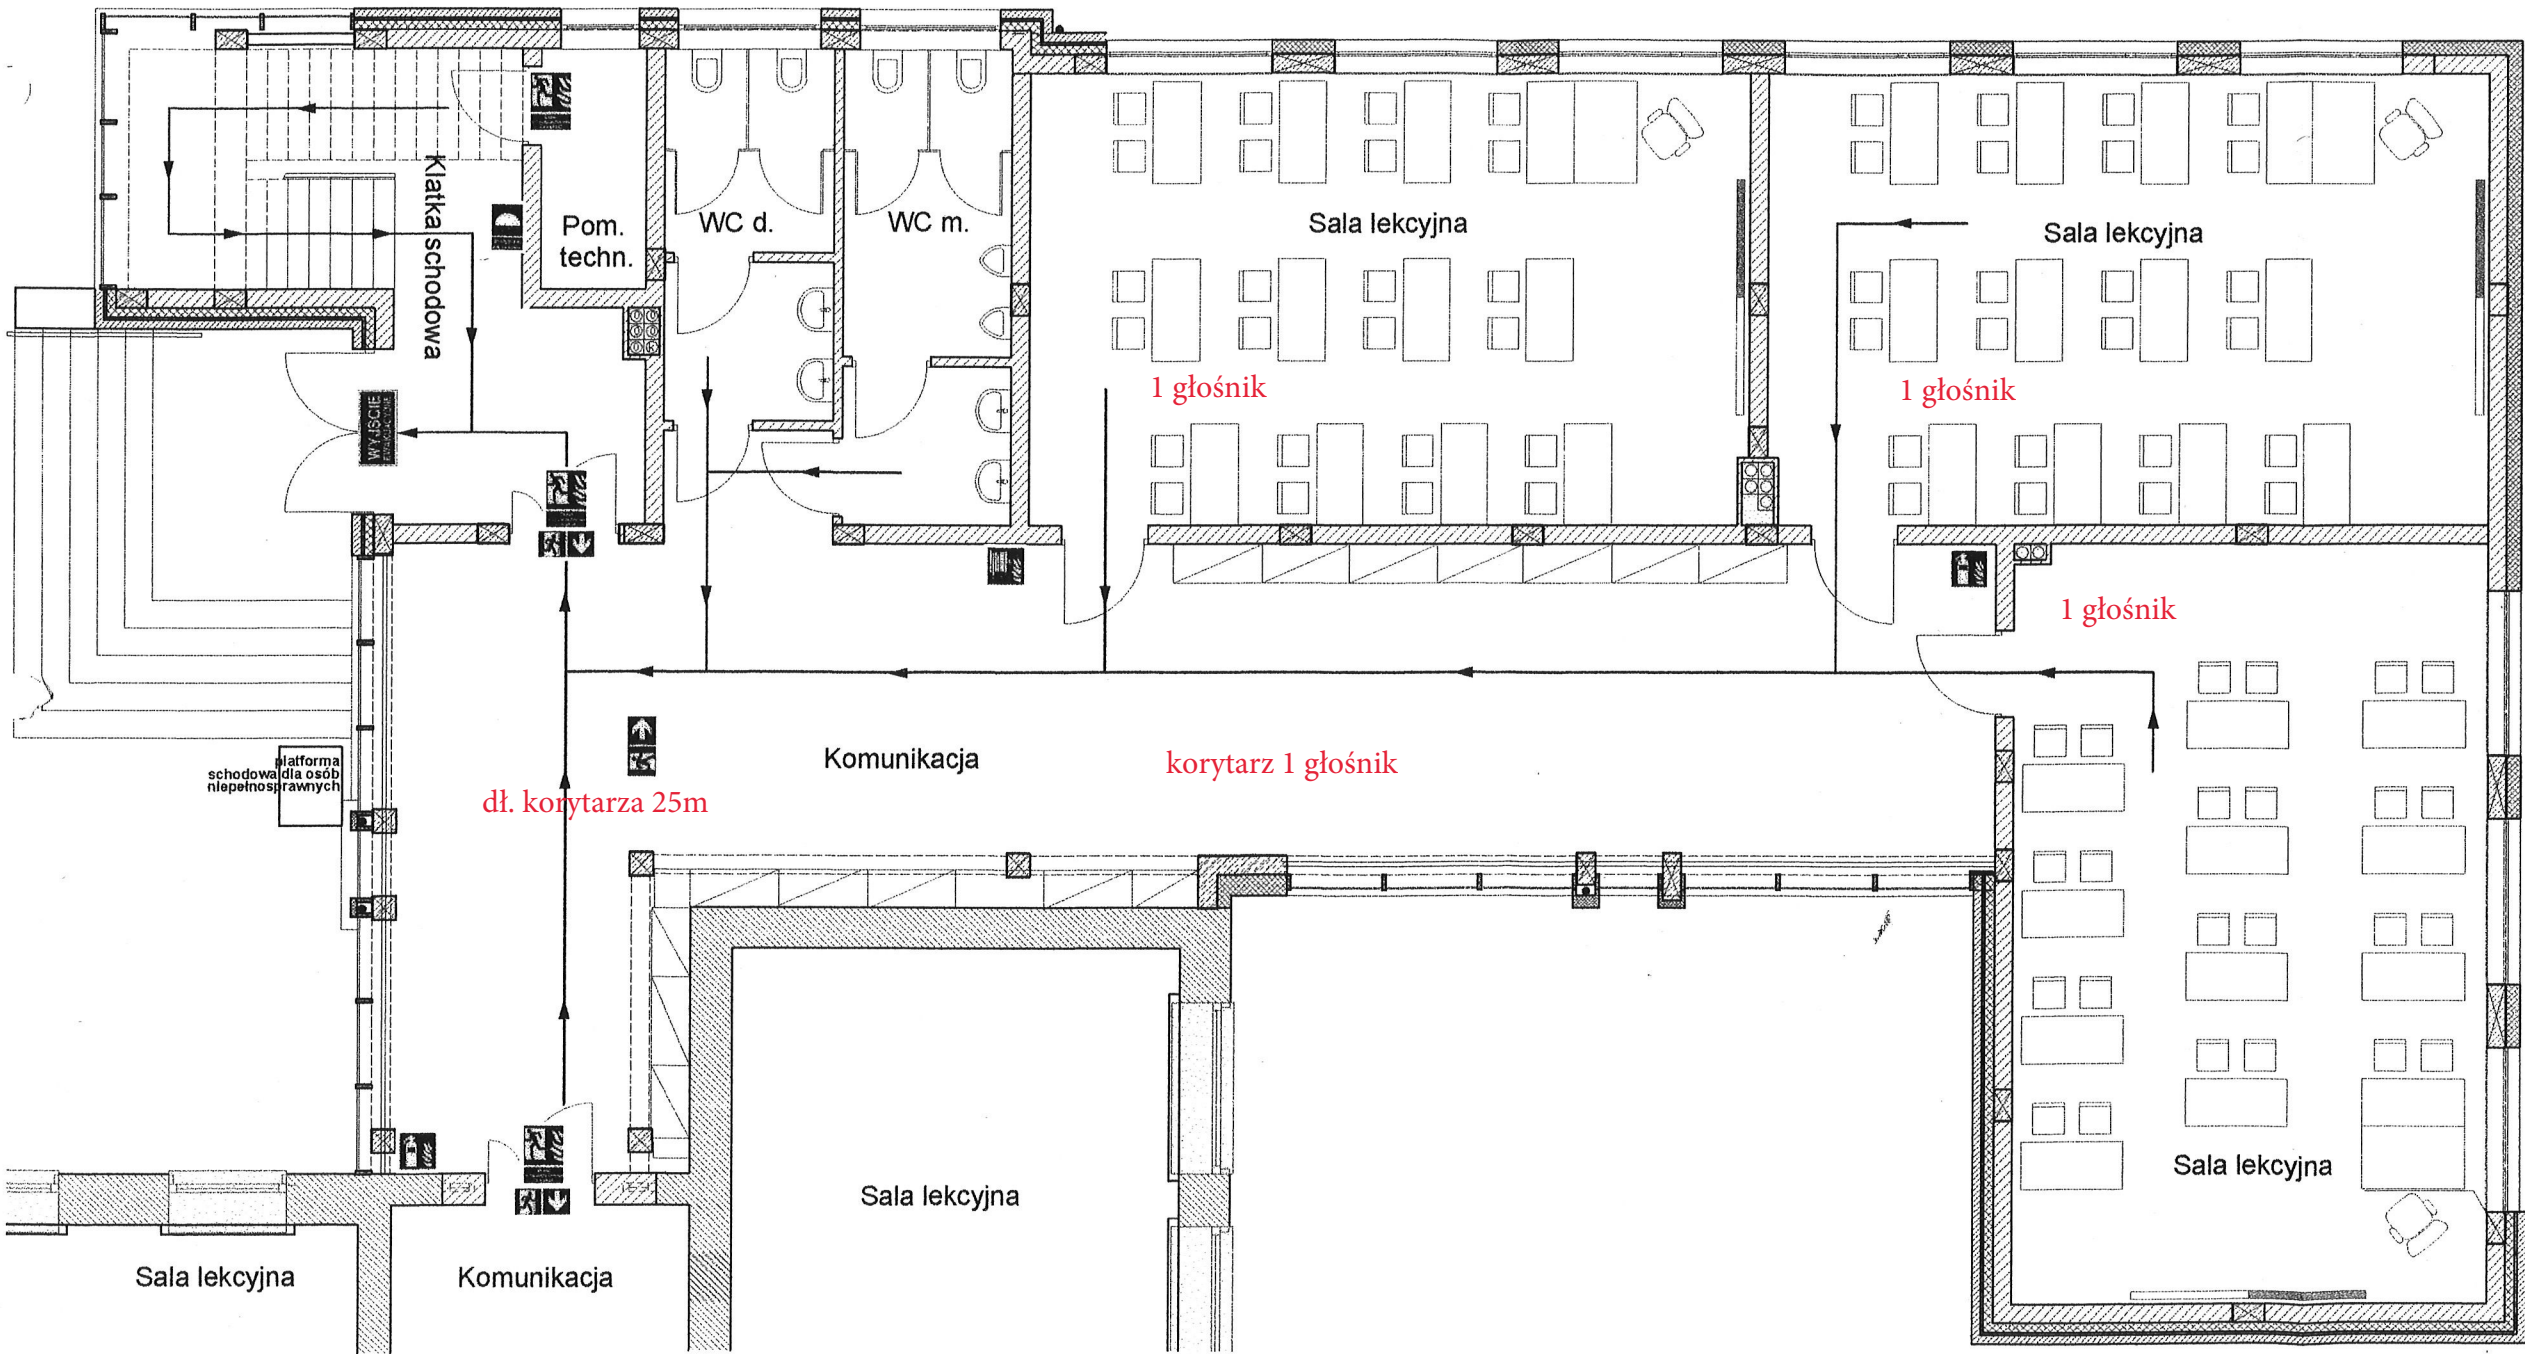 Klatka schodowa
Pom.
techn.
WC d.
WC m.
Sala lekcyjna
Sala lekcyjna
1 głośnik
1 głośnik
WYJŚCIE
EWAKUACYJNE
1 głośnik
Komunikacja
korytarz 1 głośnik
platforma
schodowa dla osób
niepełnosprawnych
dł. korytarza 25m
Sala lekcyjna
Sala lekcyjna
Sala lekcyjna
Komunikacja